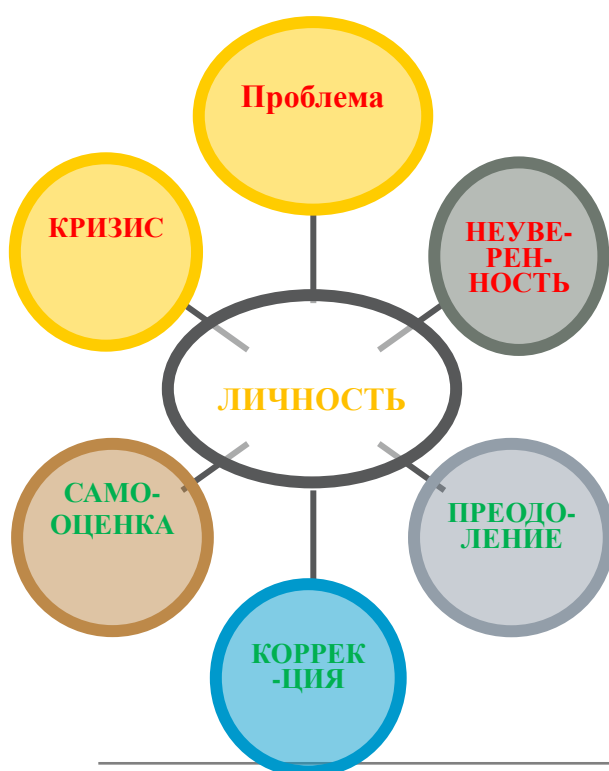 Проблема
КРИЗИС
НЕУВЕ-
РЕН-
НОСТЬ
ЛИЧНОСТЬ
САМО-
ОЦЕНКА
ПРЕОДО-
ЛЕНИЕ
КОРРЕК
-ЦИЯ